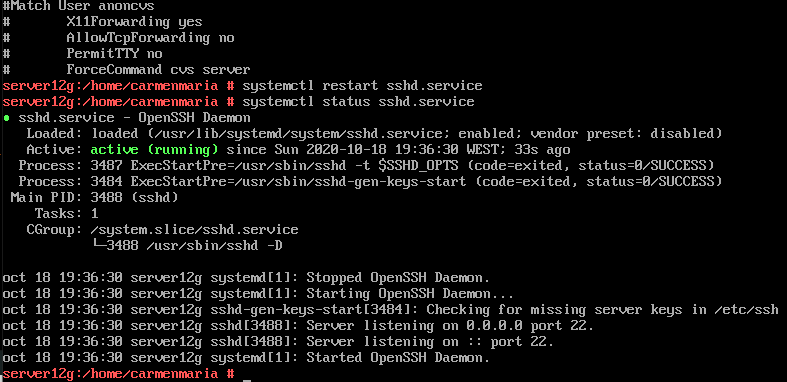 #Match User anoncvs
#       X11Forwarding yes
#       AllowTcpForwarding no
#       PermitTTY no
#       ForceCommand cvs server
server12g:/home/carmenmaria # systemctl restart sshd.service
server12g:/home/carmenmaria # systemctl status sshd.service
● sshd.service - OpenSSH Daemon
   Loaded: loaded (/usr/lib/systemd/system/sshd.service; enabled; vendor preset: disabled)
   Active: active (running) since Sun 2020-10-18 19:36:30 WEST; 33s ago
  Process: 3487 ExecStartPre=/usr/sbin/sshd -t $SSHD_OPTS (code=exited, status=0/SUCCESS)
  Process: 3484 ExecStartPre=/usr/sbin/sshd-gen-keys-start (code=exited, status=0/SUCCESS)
 Main PID: 3488 (sshd)
    Tasks: 1
   CGroup: /system.slice/sshd.service
           └─3488 /usr/sbin/sshd -D
oct 18 19:36:30 server12g systemd[1]: Stopped OpenSSH Daemon.
oct 18 19:36:30 server12g systemd[1]: Starting OpenSSH Daemon...
oct 18 19:36:30 server12g sshd-gen-keys-start[3484]: Checking for missing server keys in /etc/ssh
oct 18 19:36:30 server12g sshd[3488]: Server listening on 0.0.0.0 port 22.
oct 18 19:36:30 server12g sshd[3488]: Server listening on :: port 22.
oct 18 19:36:30 server12g systemd[1]: Started OpenSSH Daemon.
server12g:/home/carmenmaria # _